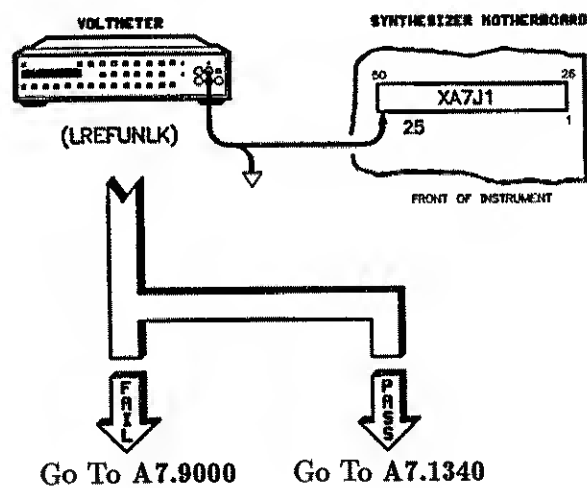 VOLTMETER
SYNTHESIZER MOTHERBOARD
50 26
XA7J1
25 1
(LREFUNLK)
FRONT OF INSTRUMENT
FAIL
PASS
Go To A7.9000 Go To A7.1340